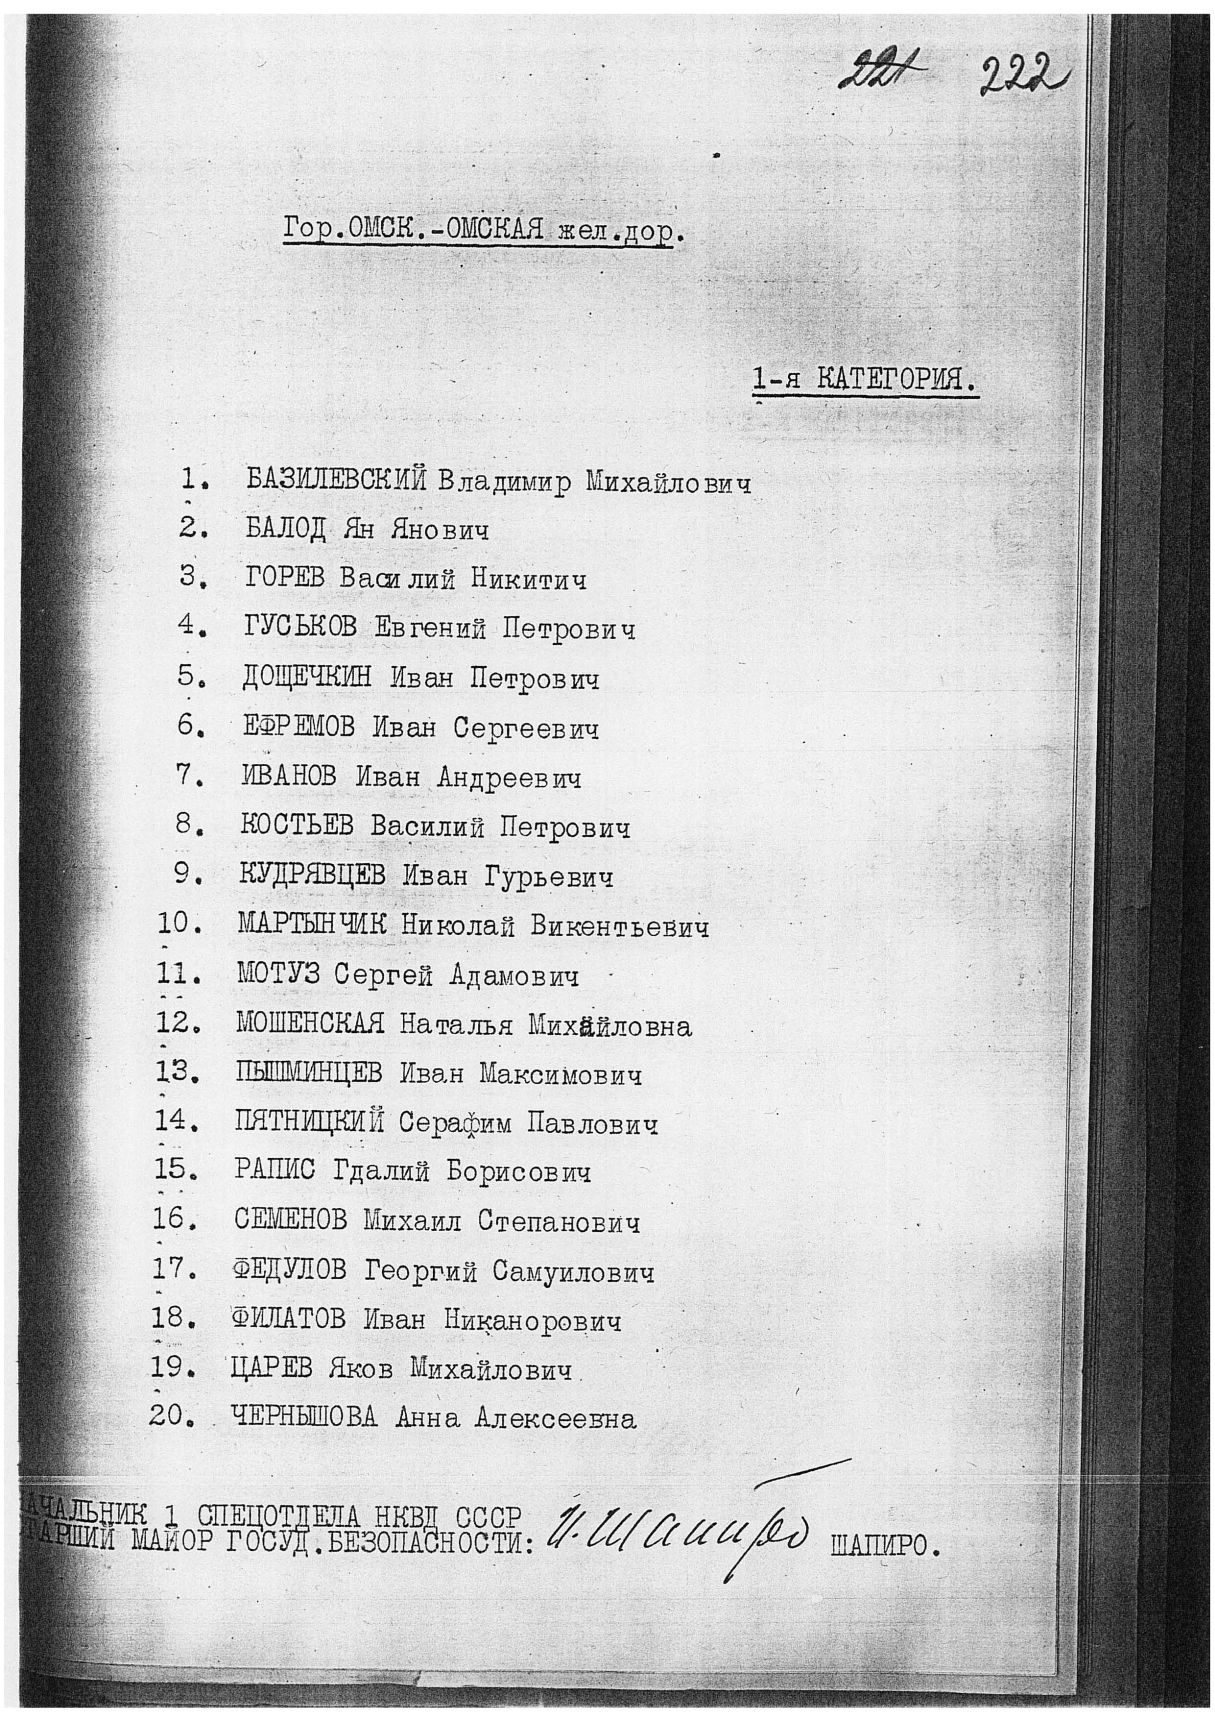 221 222
Гор.ОМСК.-ОМСКАЯ жел.дор.
1-я КАТЕГОРИЯ.
1. БАЗИЛЕВСКИЙ Владимир Михайлович
2. БАЛОД Ян Янович
3. ГОРЕВ Василий Никитич
4. ГУСЬКОВ Евгений Петрович
5. ДОЩЕЧКИН Иван Петрович
6. ЕФРЕМОВ Иван Сергеевич
7. ИВАНОВ Иван Андреевич
8. КОСТЬЕВ Василий Петрович
9. КУДРЯВЦЕВ Иван Гурьевич
10. МАРТЫНЧИК Николай Викентьевич
11. МОТУЗ Сергей Адамович
12. МОШЕНСКАЯ Наталья Михайловна
13. ПЫШМИНЦЕВ Иван Максимович
14. ПЯТНИЦКИЙ Серафим Павлович
15. РАПИС Гдалий Борисович
16. СЕМЕНОВ Михаил Степанович
17. ФЕДУЛОВ Георгий Самуилович
18. ФИЛАТОВ Иван Никанорович
19. ЦАРЕВ Яков Михайлович
20. ЧЕРНЫШОВА Анна Алексеевна
НАЧАЛЬНИК 1 СПЕЦОТДЕЛА НКВД СССР
СТАРШИЙ МАЙОР ГОСУД.БЕЗОПАСНОСТИ: И. Шапиро ШАПИРО.